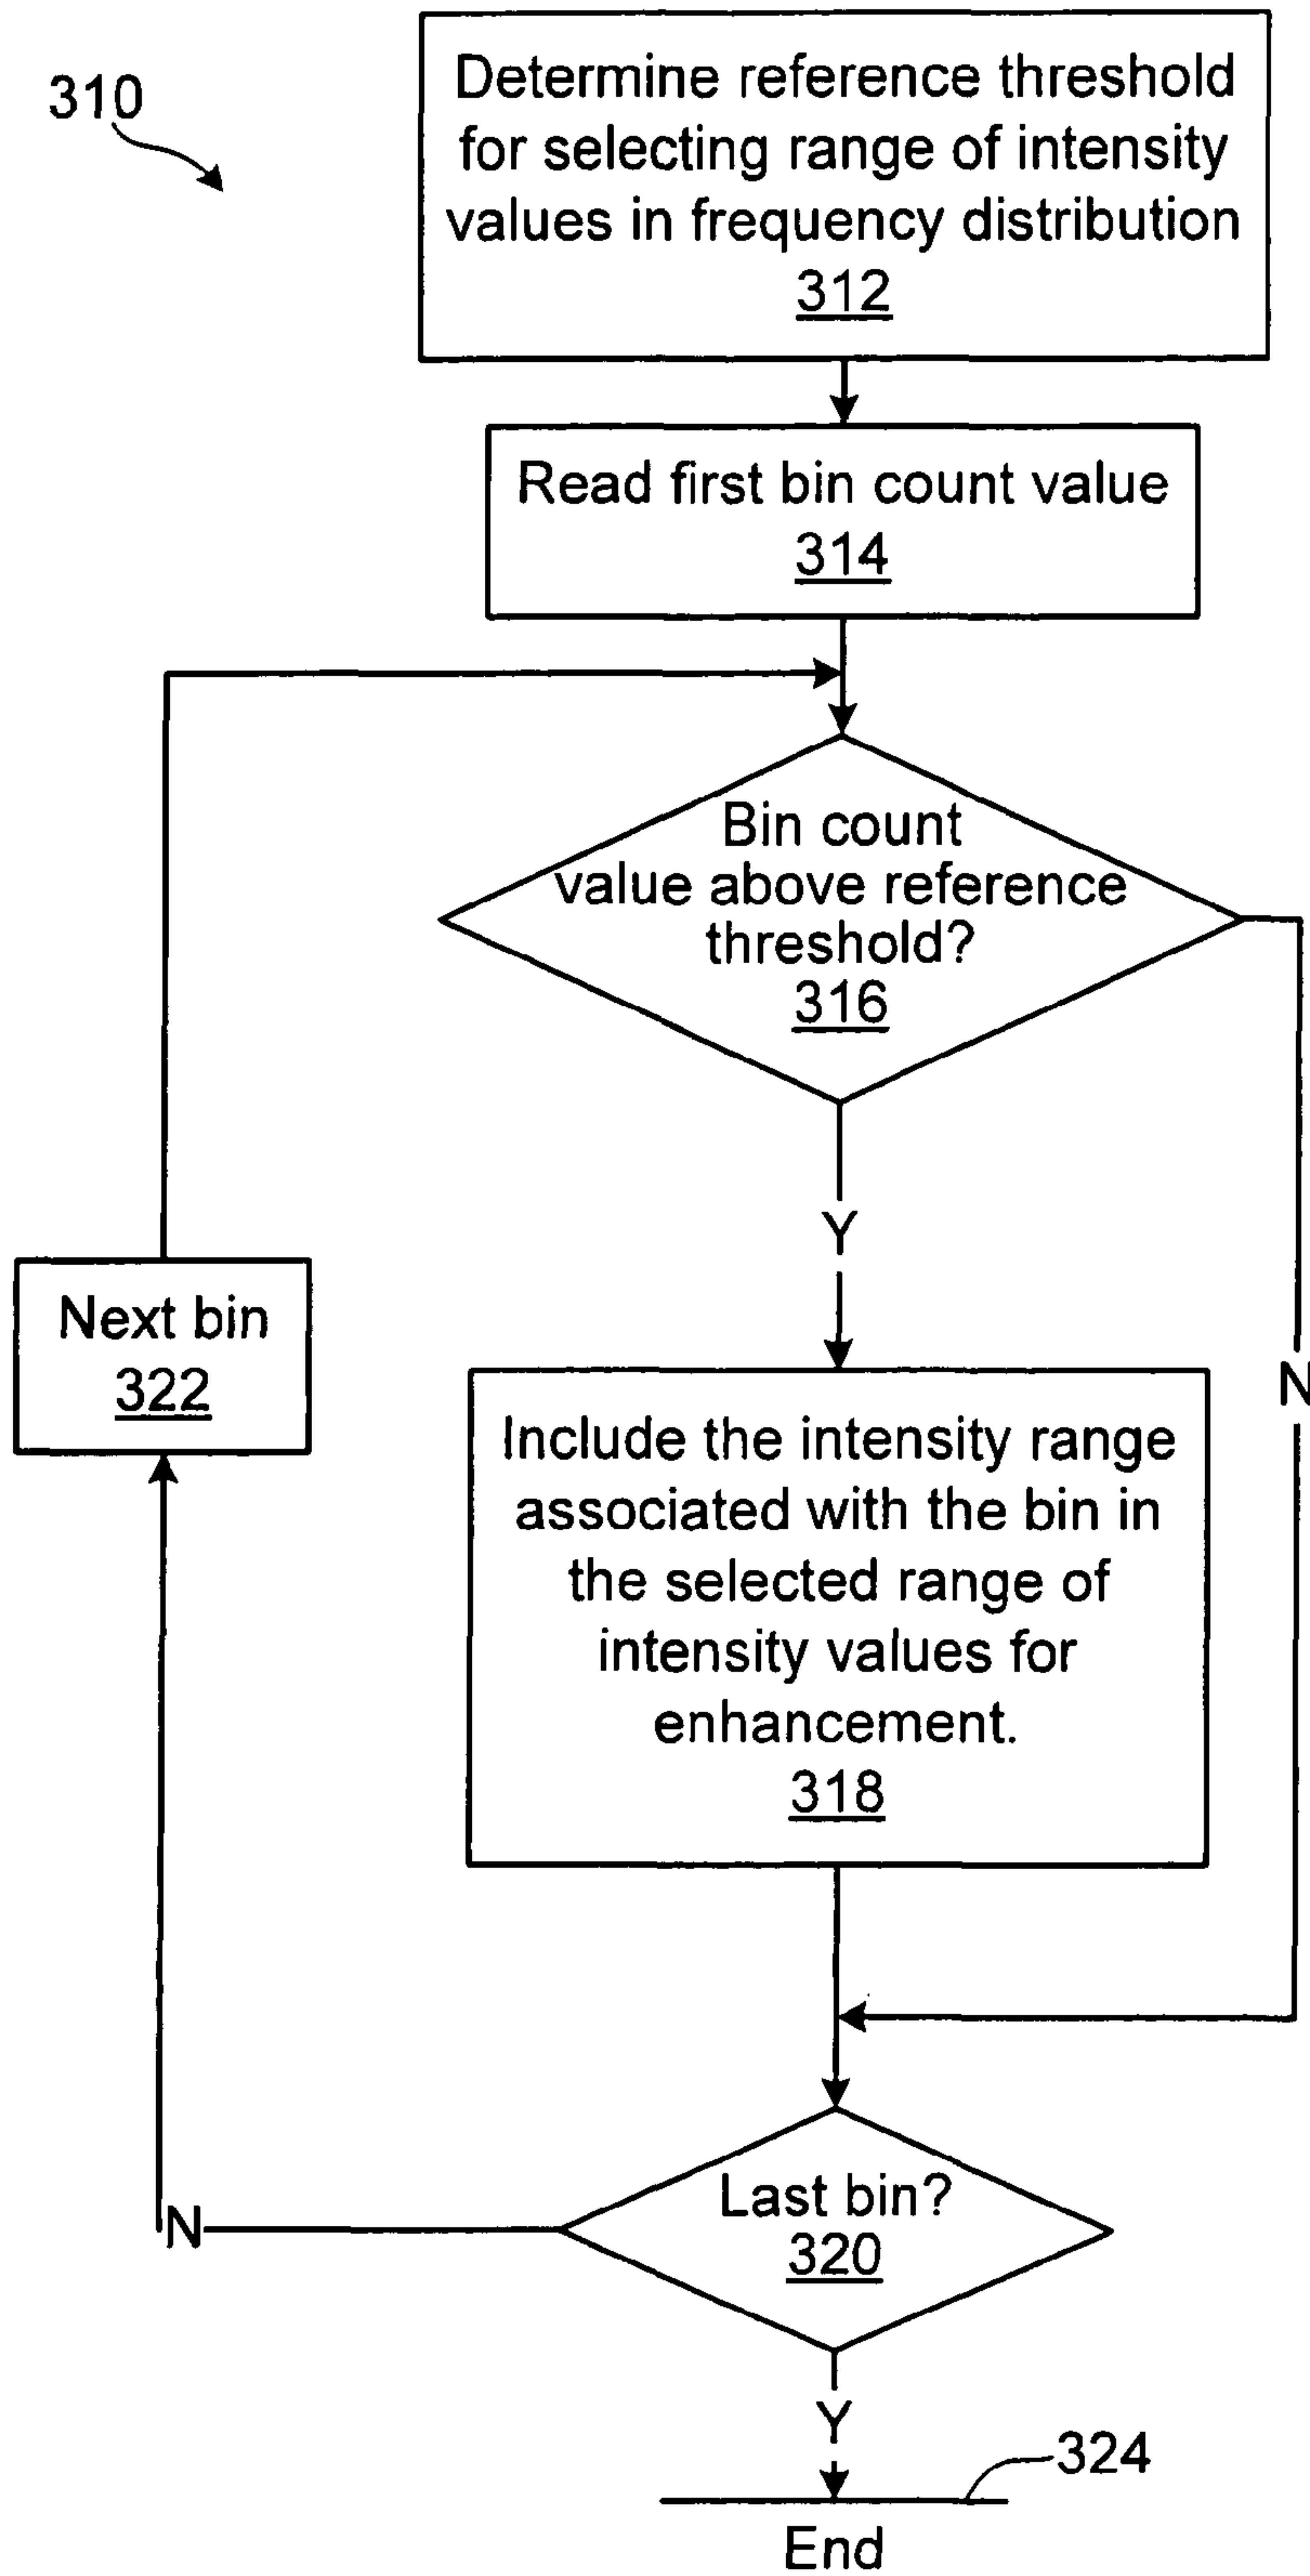 310
Determine reference threshold
for selecting range of intensity
values in frequency distribution
312
Read first bin count value
314
Bin count
value above reference
threshold?
316
Y
N
Next bin
322
Include the intensity range
associated with the bin in
the selected range of
intensity values for
enhancement.
318
Last bin?
320
N
Y
324
End